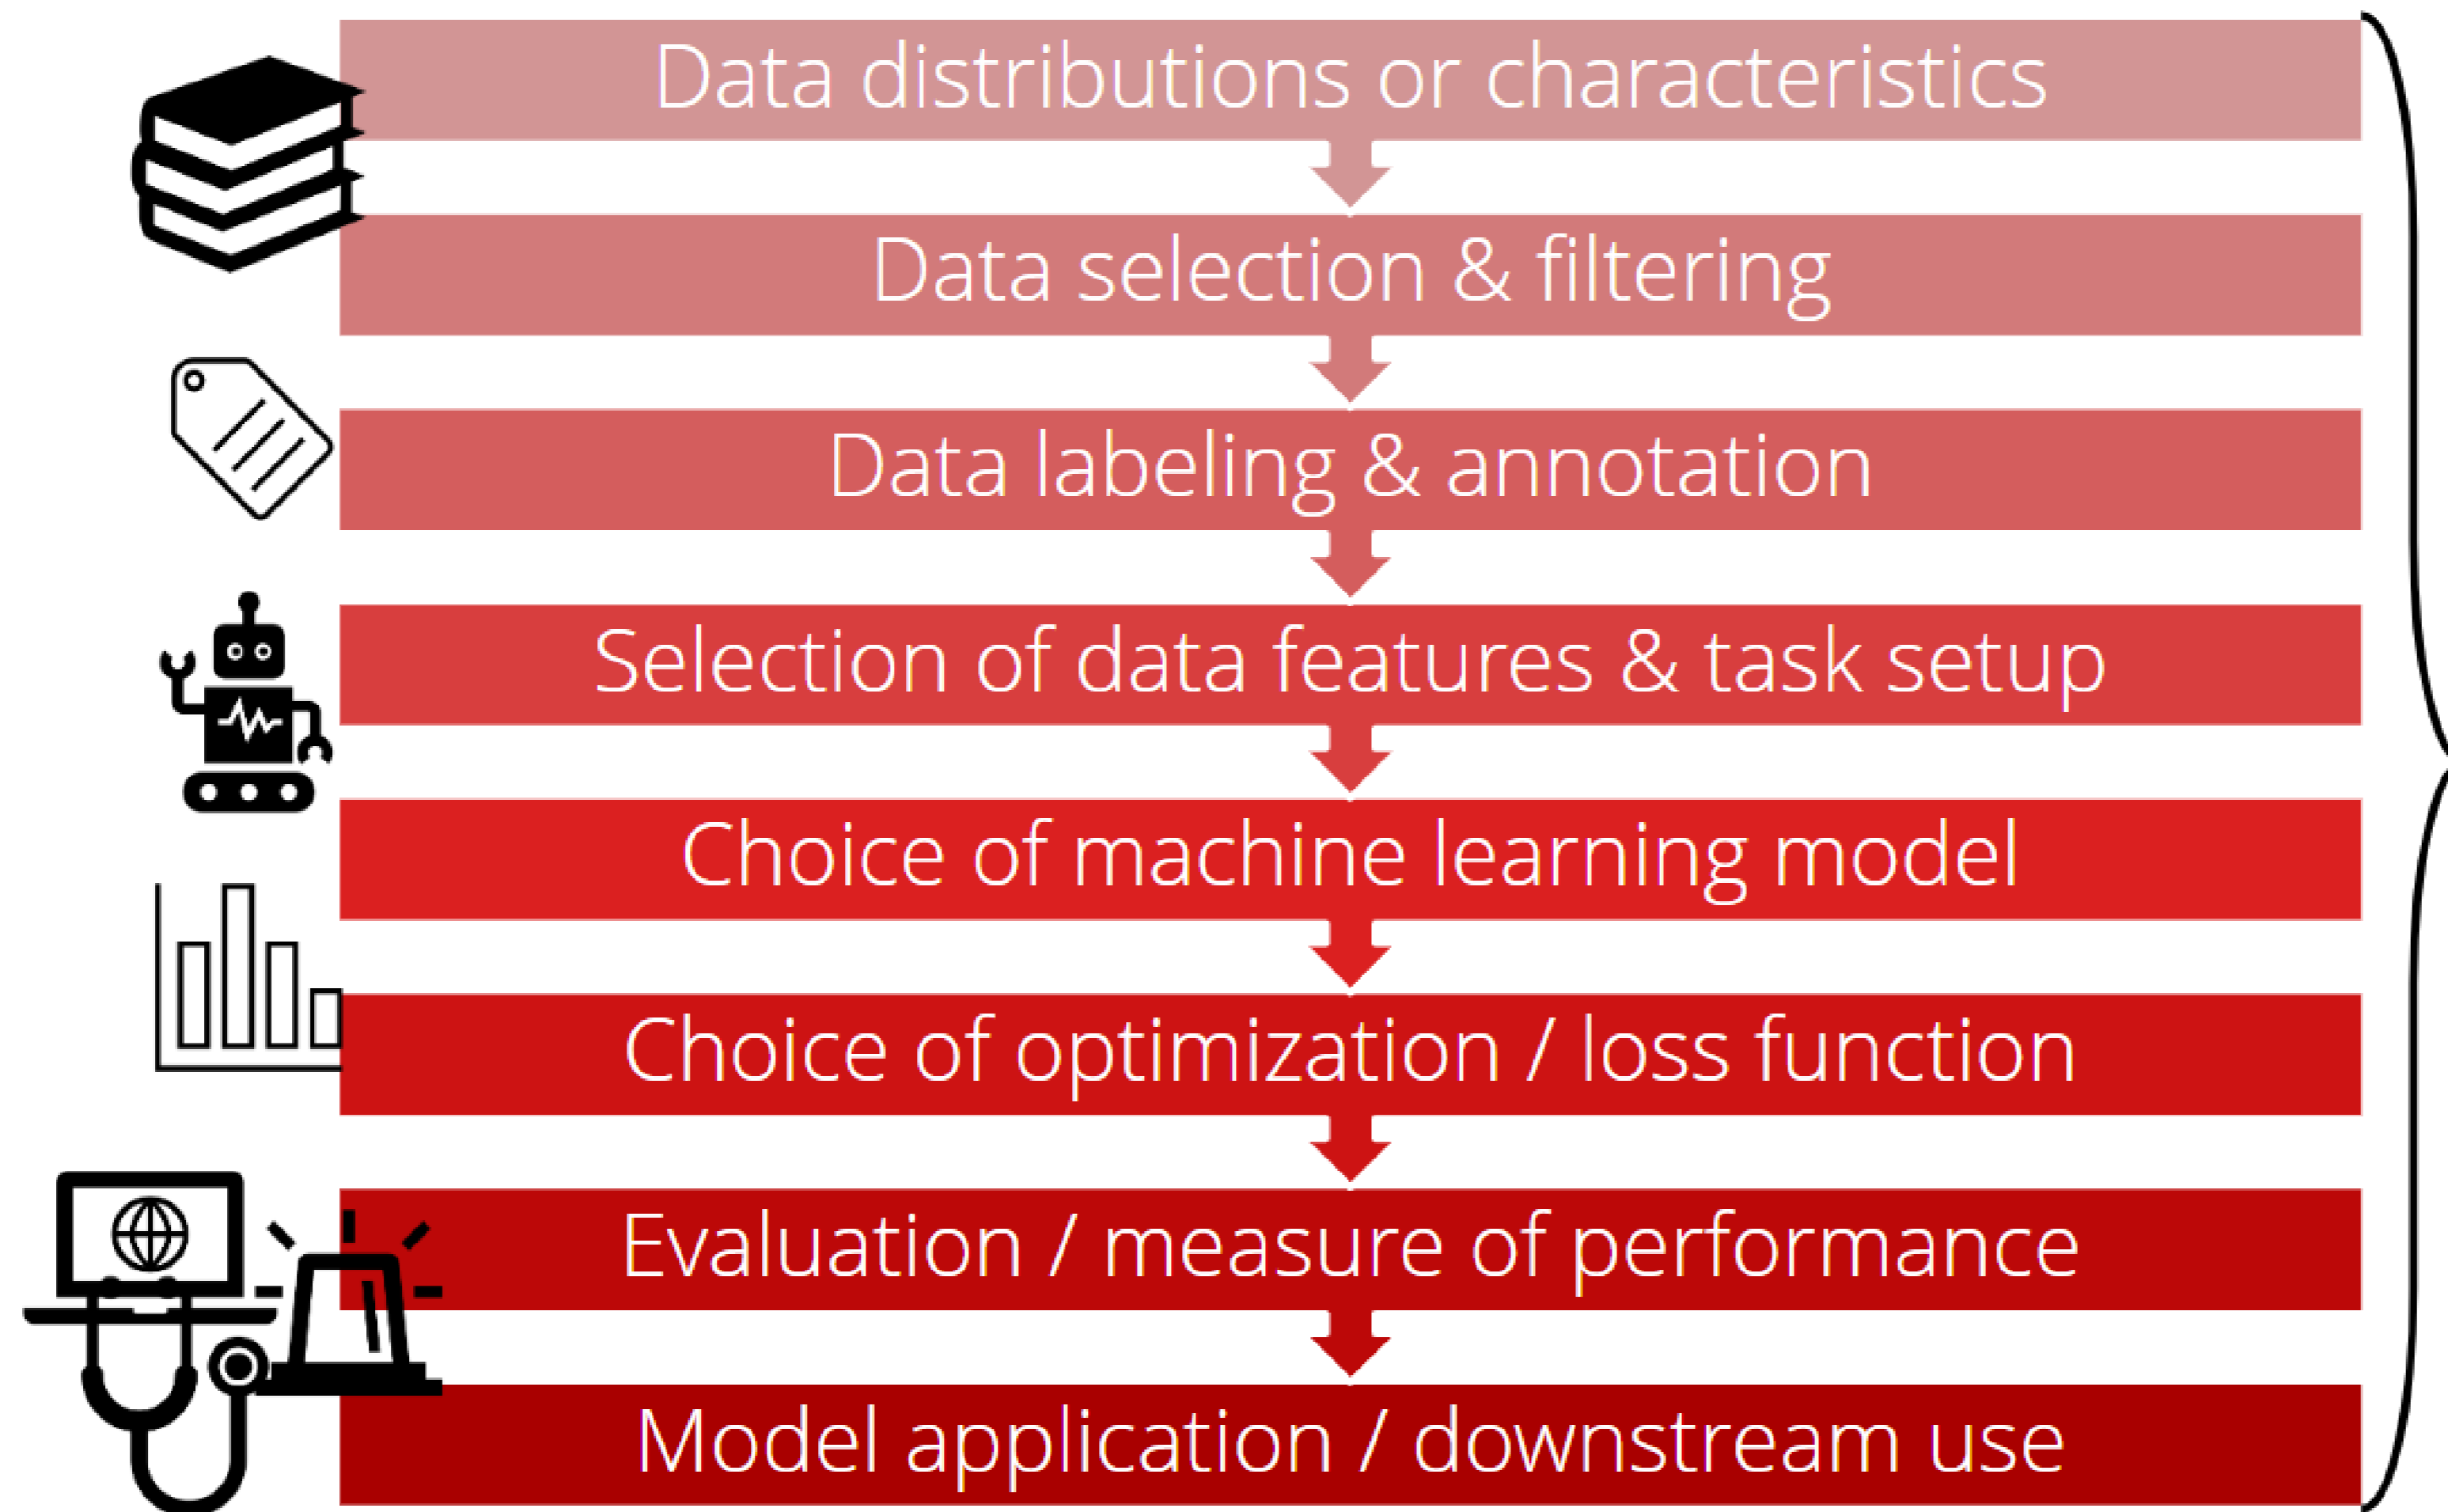 Data distributions or characteristics
Data selection & filtering
Data labeling & annotation
Selection of data features & task setup
Choice of machine learning model
Choice of optimization / loss function
Evaluation / measure of performance
Model application / downstream use